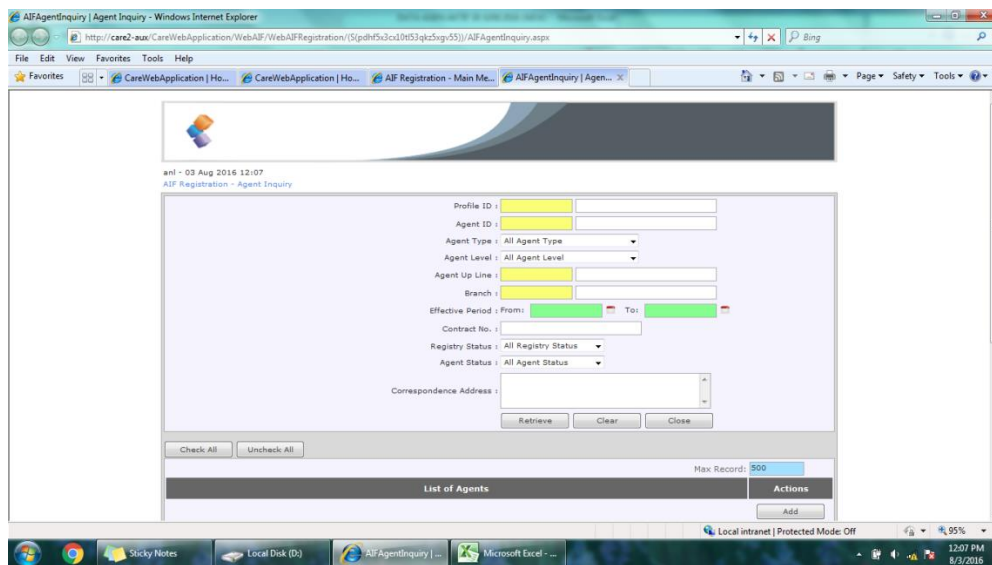 AIFAgentInquiry | Agent Inquiry - Windows Internet Explorer
http://care2-aux/CareWebApplication/WebAIF/WebAIFRegistration/(S(pdhf5x3cx10tl53qkz5xgv55))/AIFAgentInquiry.aspx
Bing
File Edit View Favorites Tools Help
Favorites
CareWebApplication | Ho...
CareWebApplication | Ho...
AIF Registration - Main Me...
AIFAgentInquiry | Agen...
Page Safety Tools
anl - 03 Aug 2016 12:07
AIF Registration - Agent Inquiry
Profile ID :
Agent ID :
Agent Type : All Agent Type
Agent Level : All Agent Level
Agent Up Line :
Branch :
Effective Period : From: To:
Contract No. :
Registry Status : All Registry Status
Agent Status : All Agent Status
Correspondence Address :
Retrieve Clear Close
Check All Uncheck All
Max Record: 500
List of Agents Actions
Add
Local intranet | Protected Mode: Off 95%
Sticky Notes
Local Disk (D:)
AIFAgentInquiry | ...
Microsoft Excel - ...
12:07 PM
8/3/2016